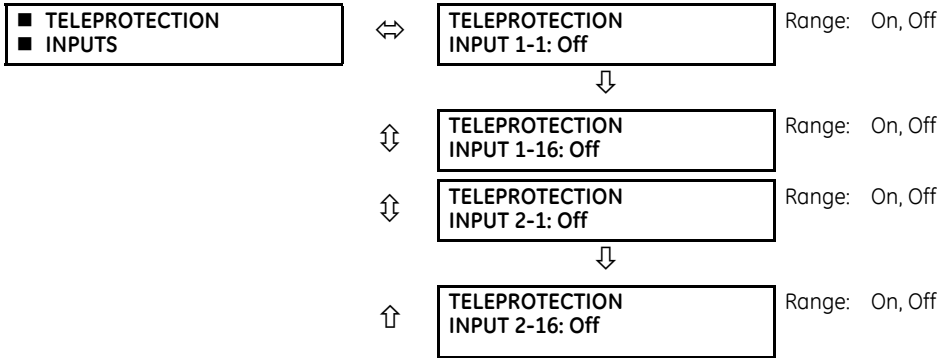 ■ TELEPROTECTION
■ INPUTS
TELEPROTECTION
INPUT 1-1: Off
Range: On, Off
TELEPROTECTION
INPUT 1-16: Off
Range: On, Off
TELEPROTECTION
INPUT 2-1: Off
Range: On, Off
TELEPROTECTION
INPUT 2-16: Off
Range: On, Off